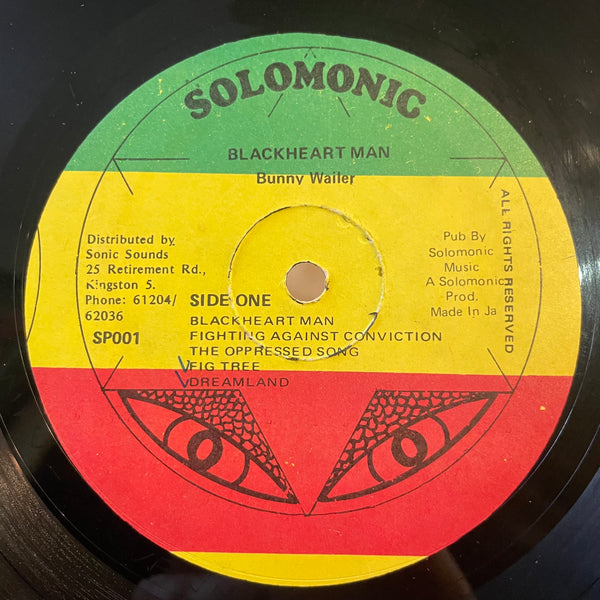 SOLOMONIC
BLACKHEART MAN
Bunny Wailer
Distributed by
Sonic Sounds
25 Retirement Rd.,
Kingston 5.
Phone: 61204/
62036
SP001
SIDE ONE
BLACKHEART MAN
FIGHTING AGAINST CONVICTION
THE OPPRESSED SONG
FIG TREE
DREAMLAND
Pub By
Solomonic
Music
A Solomonic
Prod.
Made In Ja
ALL RIGHTS RESERVED